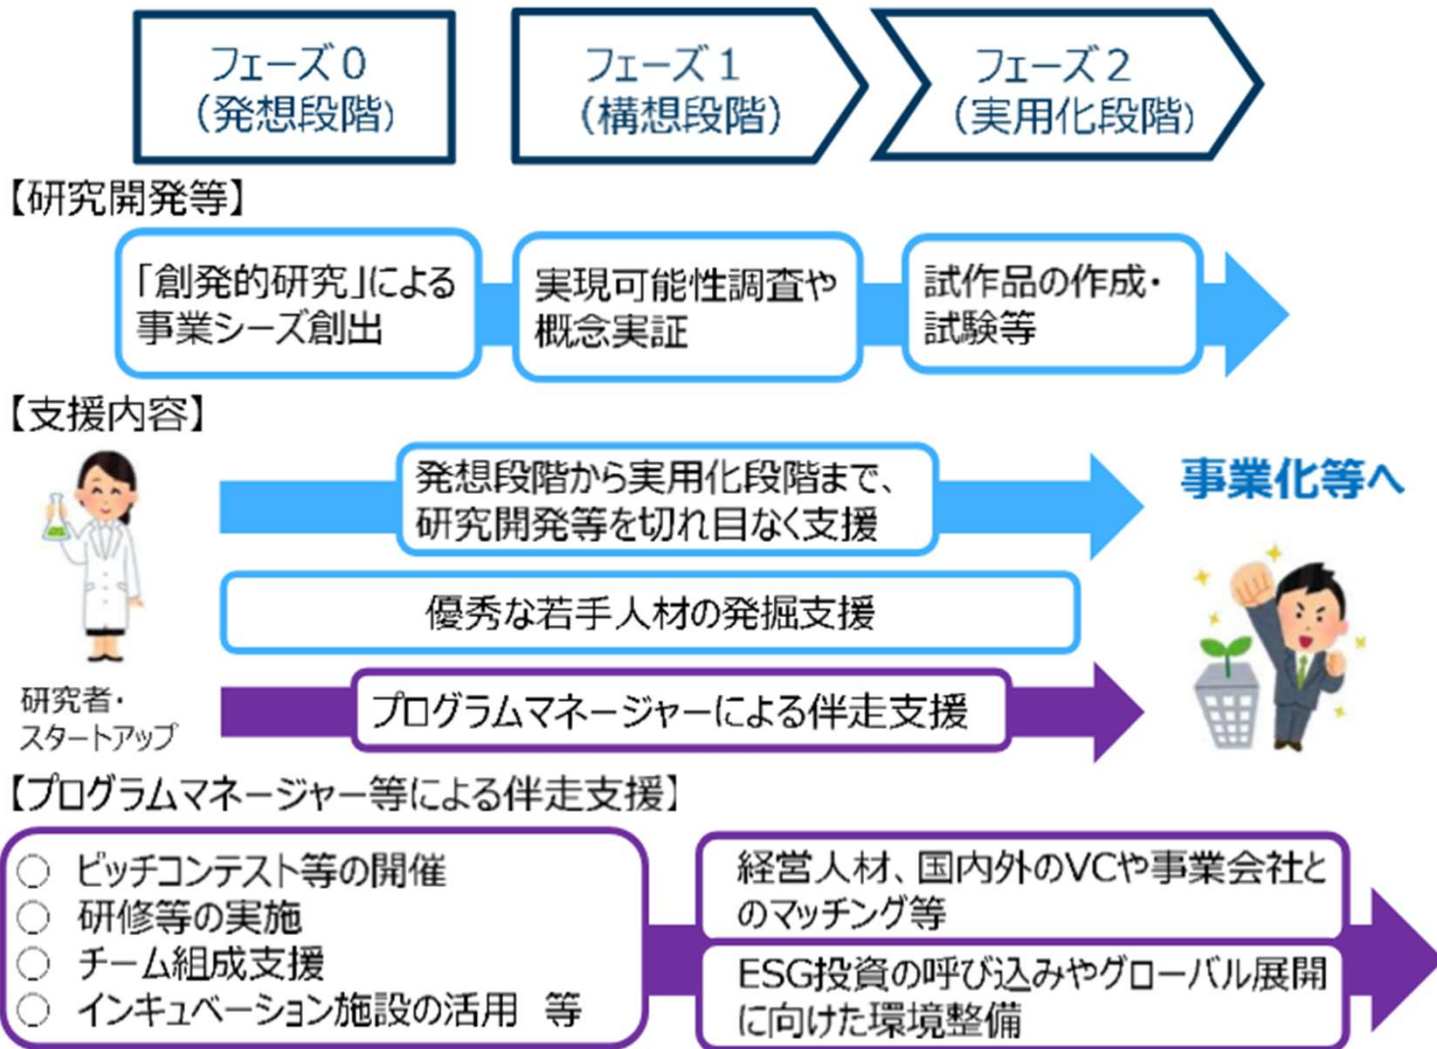 フェーズ0
(発想段階)
フェーズ1
(構想段階)
フェーズ2
(実用化段階)
【研究開発等】
「創発的研究」による
事業シーズ創出
実現可能性調査や
概念実証
試作品の作成・
試験等
【支援内容】
発想段階から実用化段階まで、
研究開発等を切れ目なく支援
事業化等へ
優秀な若手人材の発掘支援
研究者・
スタートアップ
プログラムマネージャーによる伴走支援
【プログラムマネージャー等による伴走支援】
○ ピッチコンテスト等の開催
○ 研修等の実施
○ チーム組成支援
○ インキュベーション施設の活用 等
経営人材、国内外のVCや事業会社と
のマッチング等
ESG投資の呼び込みやグローバル展開
に向けた環境整備